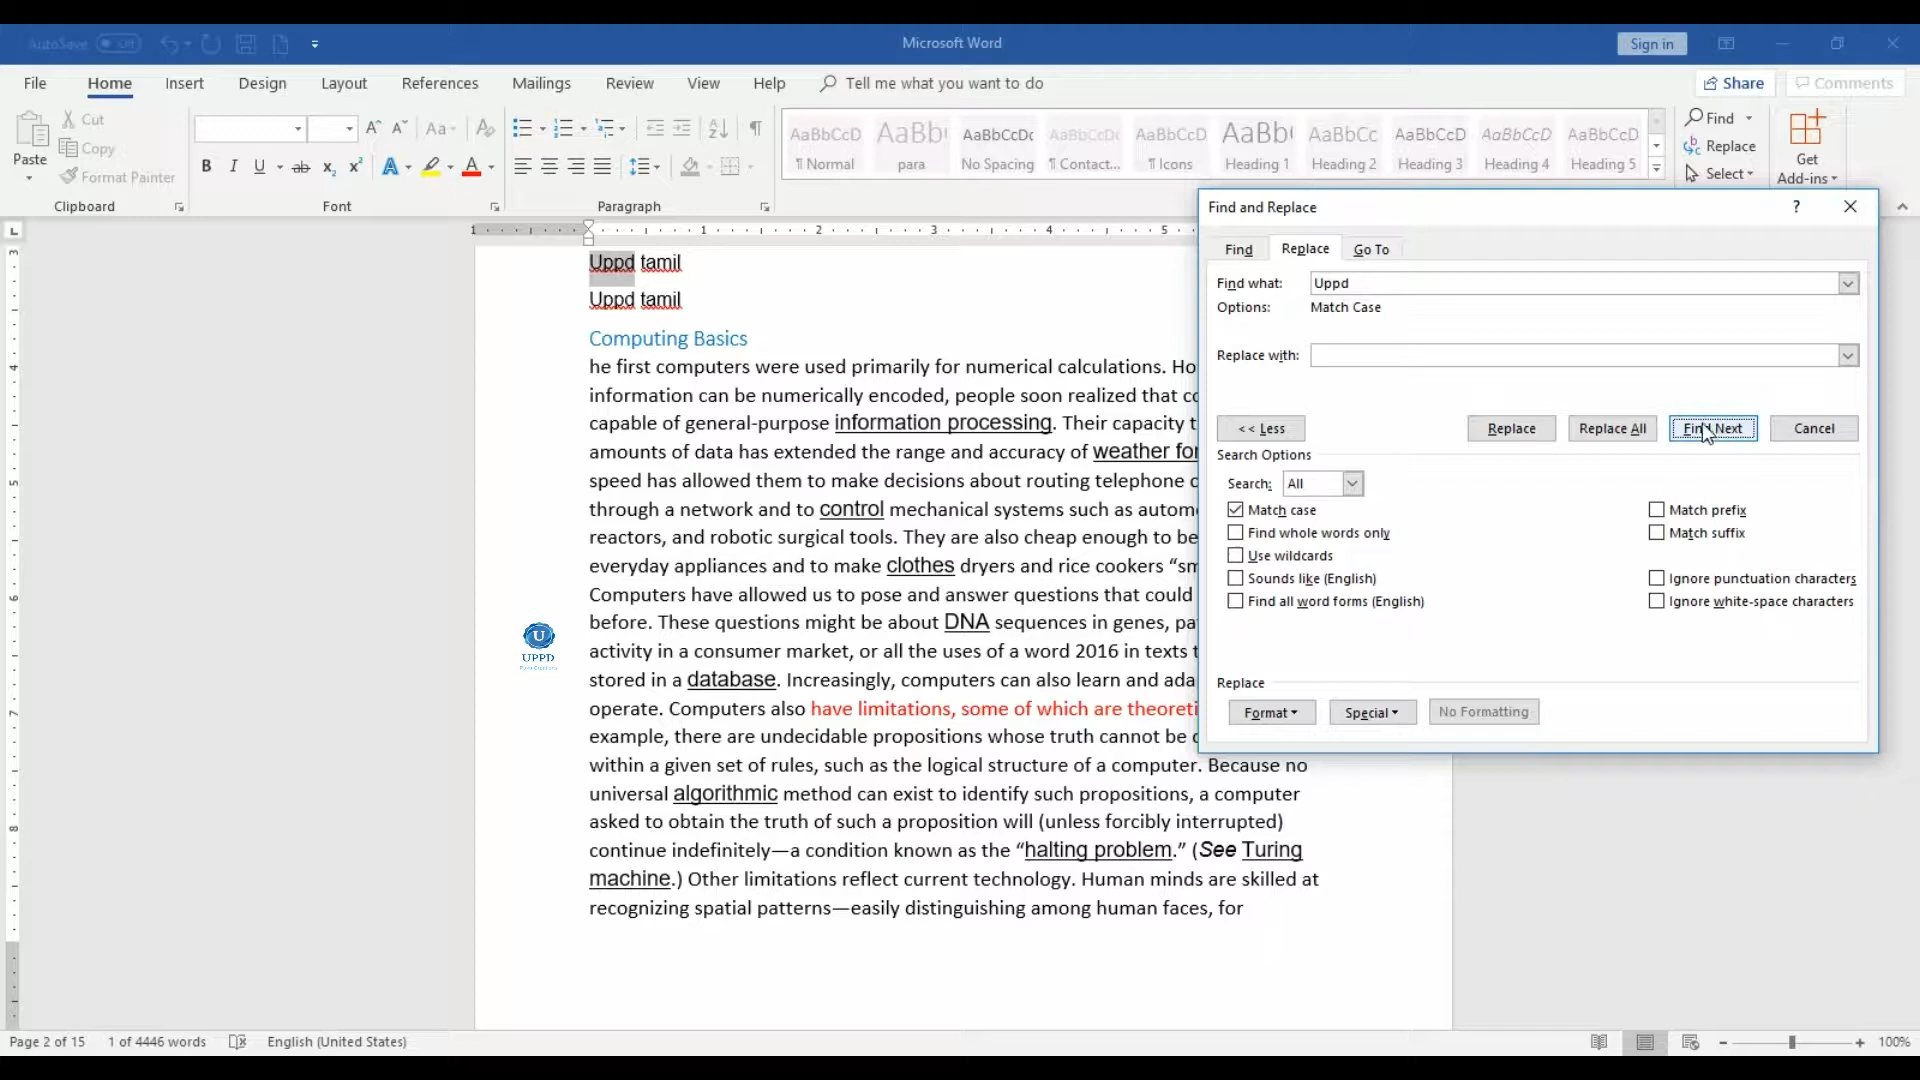 AutoSave Off
Microsoft Word
Sign in
File Home Insert Design Layout References Mailings Review View Help Tell me what you want to do
Share Comments
Paste
Cut
Copy
Format Painter
Clipboard
Font
Paragraph
AaBbCcD ¶ Normal
AaBb( para
AaBbCcDc No Spacing
AaBbCcDc ¶ Contact...
AaBbCcD ¶ Icons
AaBb( Heading 1
AaBbCc Heading 2
AaBbCcD Heading 3
AaBbCcD Heading 4
AaBbCcD Heading 5
Find
Replace
Select
Get
Add-ins
Uppd tamil
Uppd tamil
Computing Basics
he first computers were used primarily for numerical calculations. Ho
information can be numerically encoded, people soon realized that co
capable of general-purpose information processing. Their capacity t
amounts of data has extended the range and accuracy of weather for
speed has allowed them to make decisions about routing telephone c
through a network and to control mechanical systems such as autom
reactors, and robotic surgical tools. They are also cheap enough to be
everyday appliances and to make clothes dryers and rice cookers “sm
Computers have allowed us to pose and answer questions that could
before. These questions might be about DNA sequences in genes, pa
activity in a consumer market, or all the uses of a word 2016 in texts t
stored in a database. Increasingly, computers can also learn and ada
operate. Computers also have limitations, some of which are theoreti
example, there are undecidable propositions whose truth cannot be d
within a given set of rules, such as the logical structure of a computer. Because no
universal algorithmic method can exist to identify such propositions, a computer
asked to obtain the truth of such a proposition will (unless forcibly interrupted)
continue indefinitely—a condition known as the “halting problem.” (See Turing
machine.) Other limitations reflect current technology. Human minds are skilled at
recognizing spatial patterns—easily distinguishing among human faces, for
U
UPPD
Find and Replace
Find Replace Go To
Find what: Uppd
Options: Match Case
Replace with:
<< Less Replace Replace All Find Next Cancel
Search Options
Search: All
Match case
Find whole words only
Use wildcards
Sounds like (English)
Find all word forms (English)
Match prefix
Match suffix
Ignore punctuation characters
Ignore white-space characters
Replace
Format Special No Formatting
Page 2 of 15 1 of 4446 words English (United States)
100%